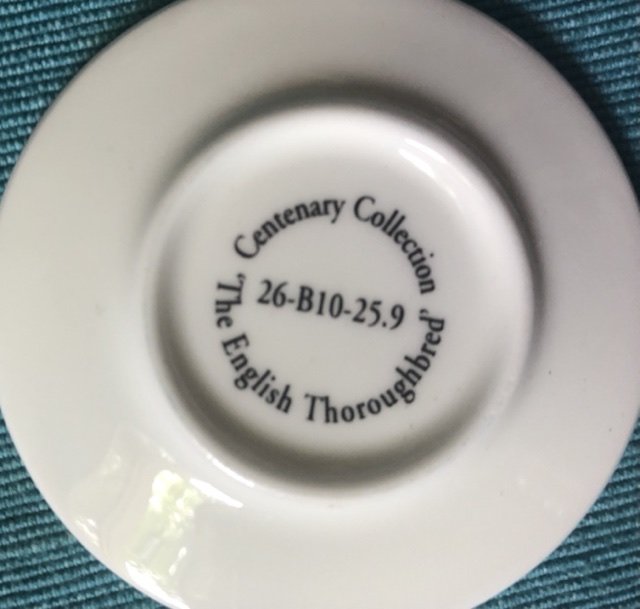 Centenary Collection
26-B10-25.9
"The English Thoroughbred"